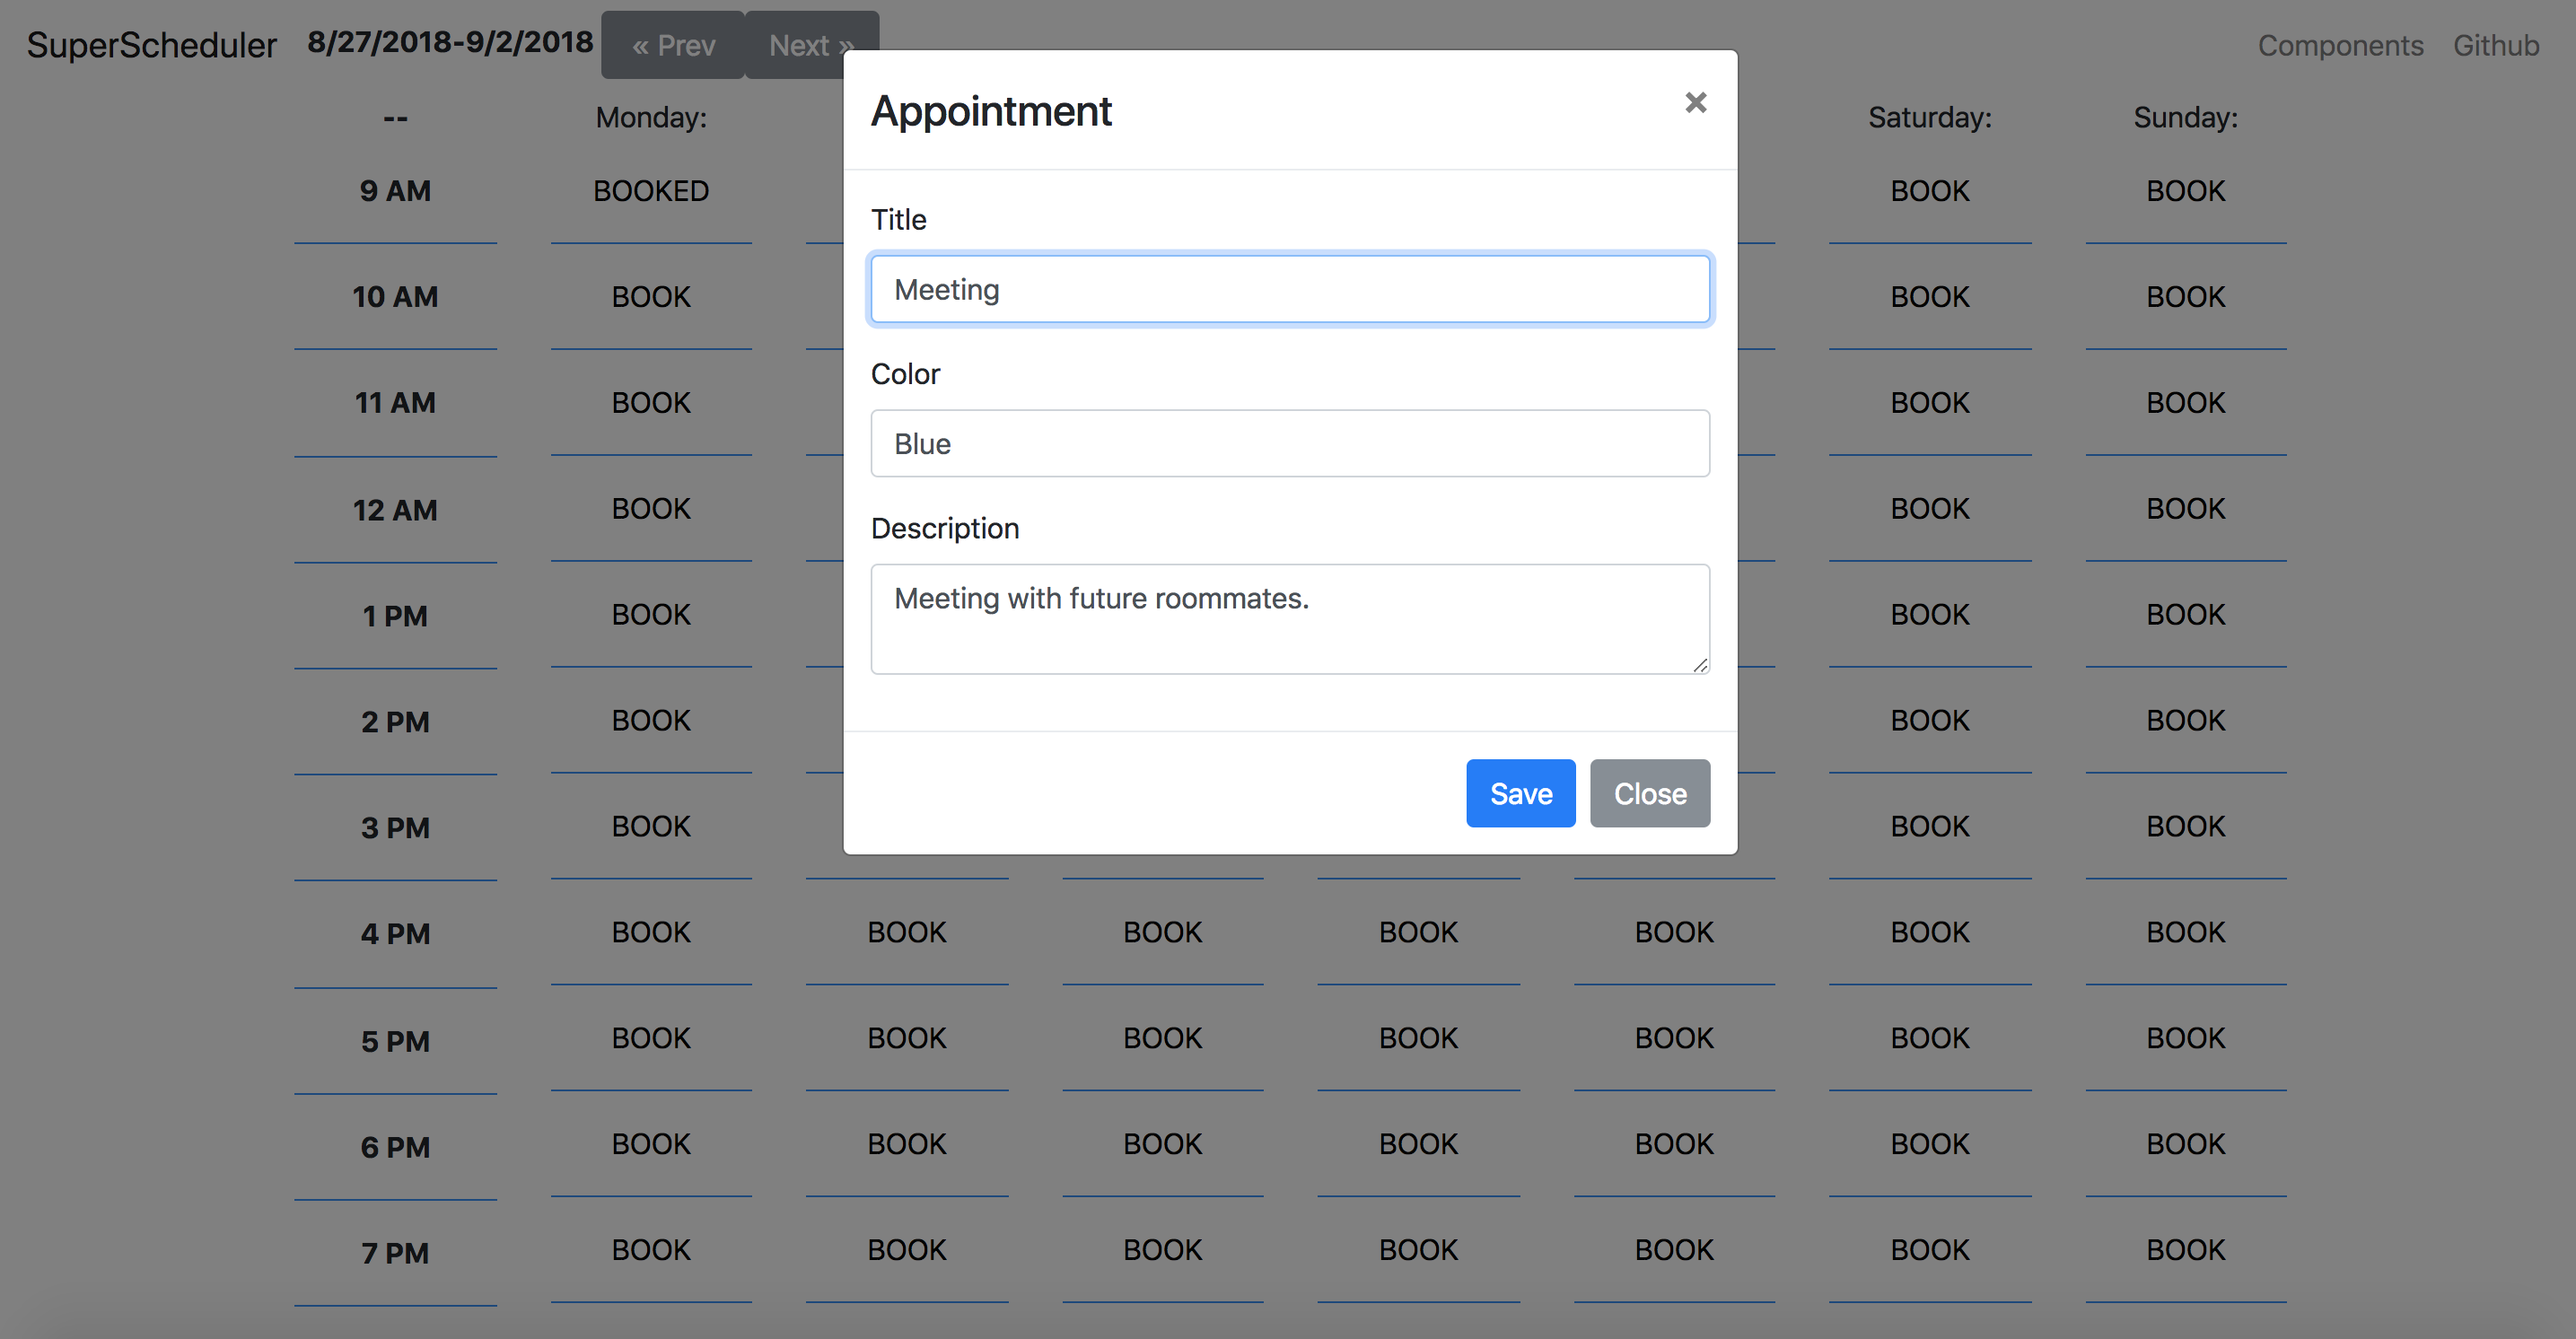 SuperScheduler 8/27/2018-9/2/2018 « Prev Next » Components Github
Appointment ×
Title
Meeting
Color
Blue
Description
Meeting with future roommates.
Save Close
-- Monday: Saturday: Sunday:
9 AM BOOKED BOOK BOOK
10 AM BOOK BOOK BOOK
11 AM BOOK BOOK BOOK
12 AM BOOK BOOK BOOK
1 PM BOOK BOOK BOOK
2 PM BOOK BOOK BOOK
3 PM BOOK BOOK BOOK
4 PM BOOK BOOK BOOK BOOK BOOK BOOK BOOK
5 PM BOOK BOOK BOOK BOOK BOOK BOOK BOOK
6 PM BOOK BOOK BOOK BOOK BOOK BOOK BOOK
7 PM BOOK BOOK BOOK BOOK BOOK BOOK BOOK